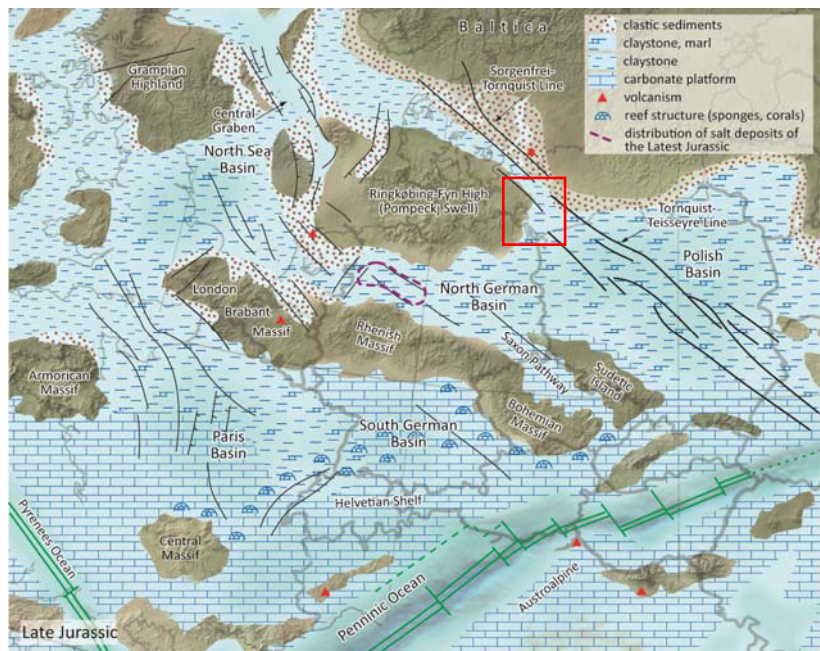 Baltica
clastic sediments
claystone, marl
claystone
carbonate platform
volcanism
reef structure (sponges, corals)
distribution of salt deposits of
the Latest Jurassic
Grampian
Highland
Sorgenfrei-
Tornquist Line
Central
Graben
North Sea
Basin
Ringkøbing-Fyn High
(Pompeckj Swell)
Tornquist-
Teisseyre Line
Polish
Basin
London
Brabant
Massif
North German
Basin
Rhenish
Massif
Saxon Pathway
Sudetic
Island
Armorican
Massif
Bohemian
Massif
Paris
Basin
South German
Basin
Helvetian Shelf
Pyrenees Ocean
Central
Massif
Penninic Ocean
Austroalpine
Late Jurassic